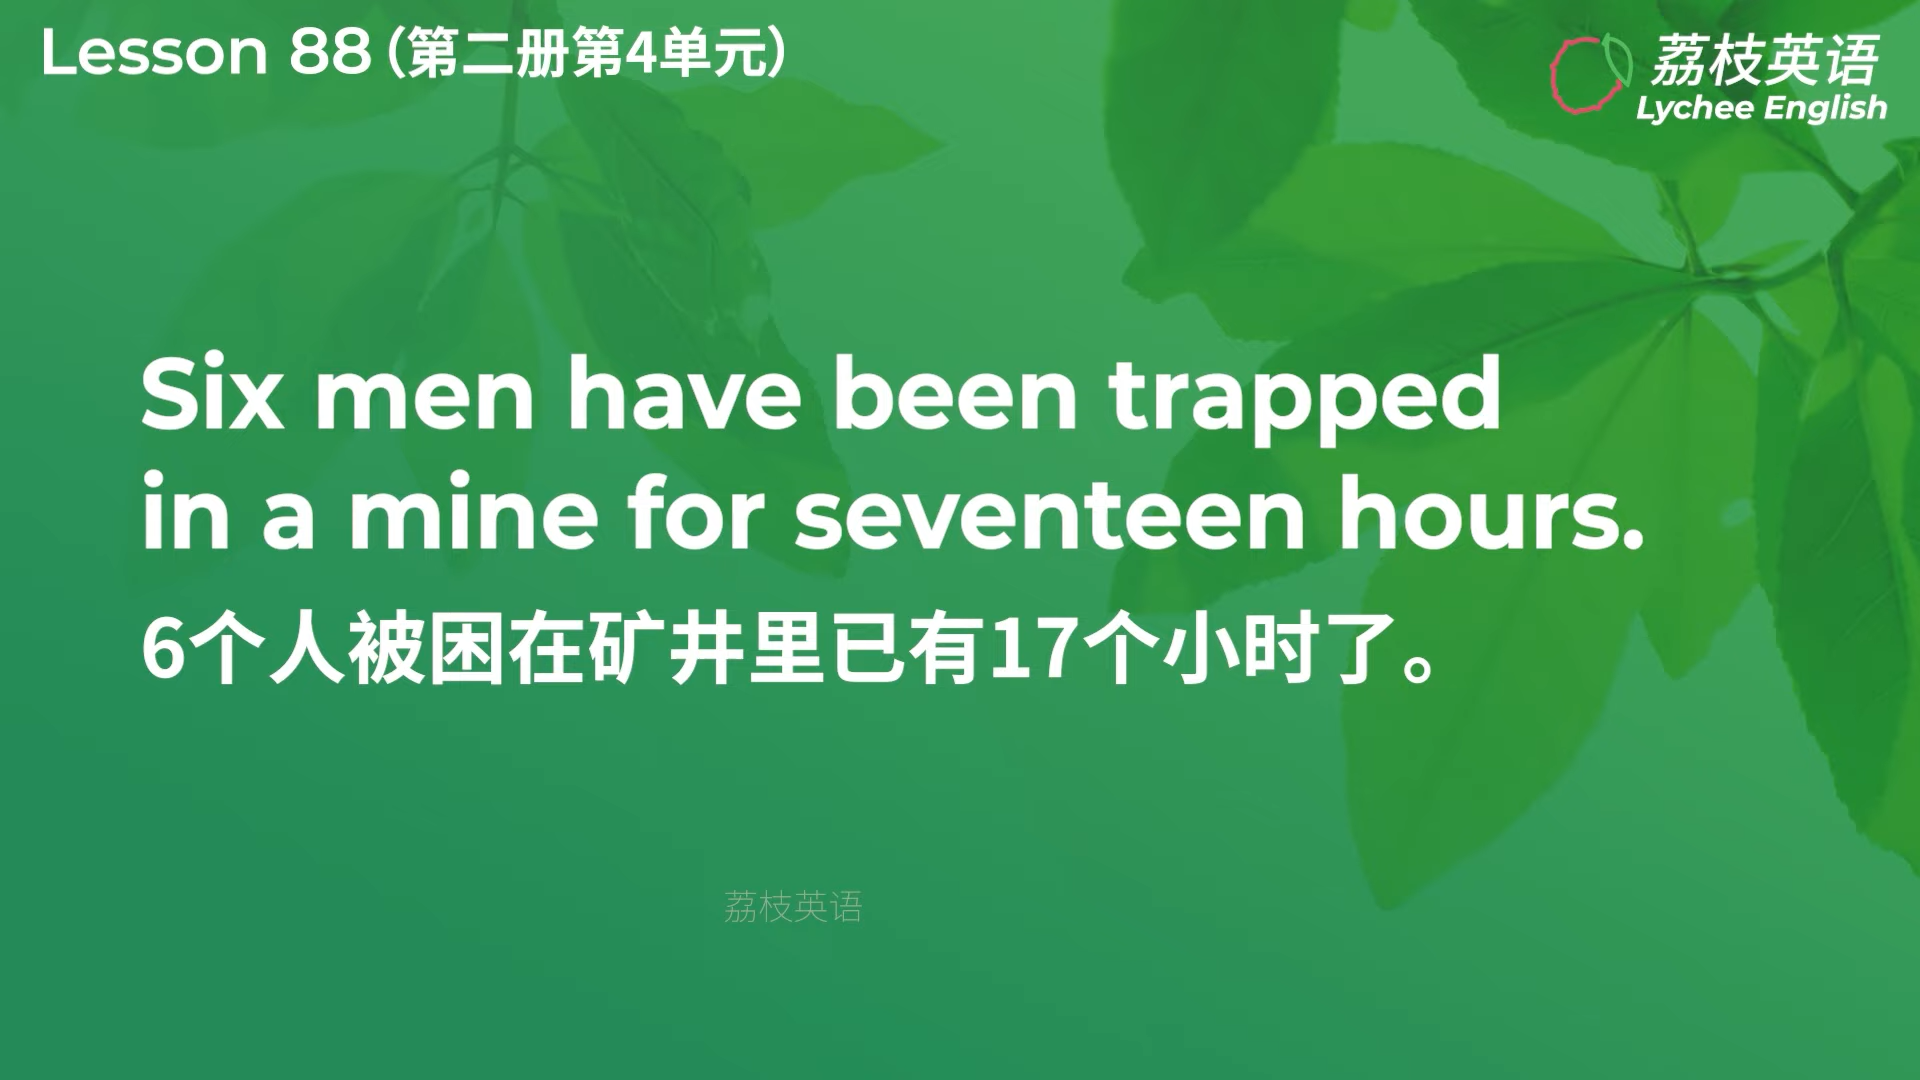 Lesson 88（第二册第4单元）
荔枝英语
Lychee English
Six men have been trapped
in a mine for seventeen hours.
6个人被困在矿井里已有17个小时了。
荔枝英语